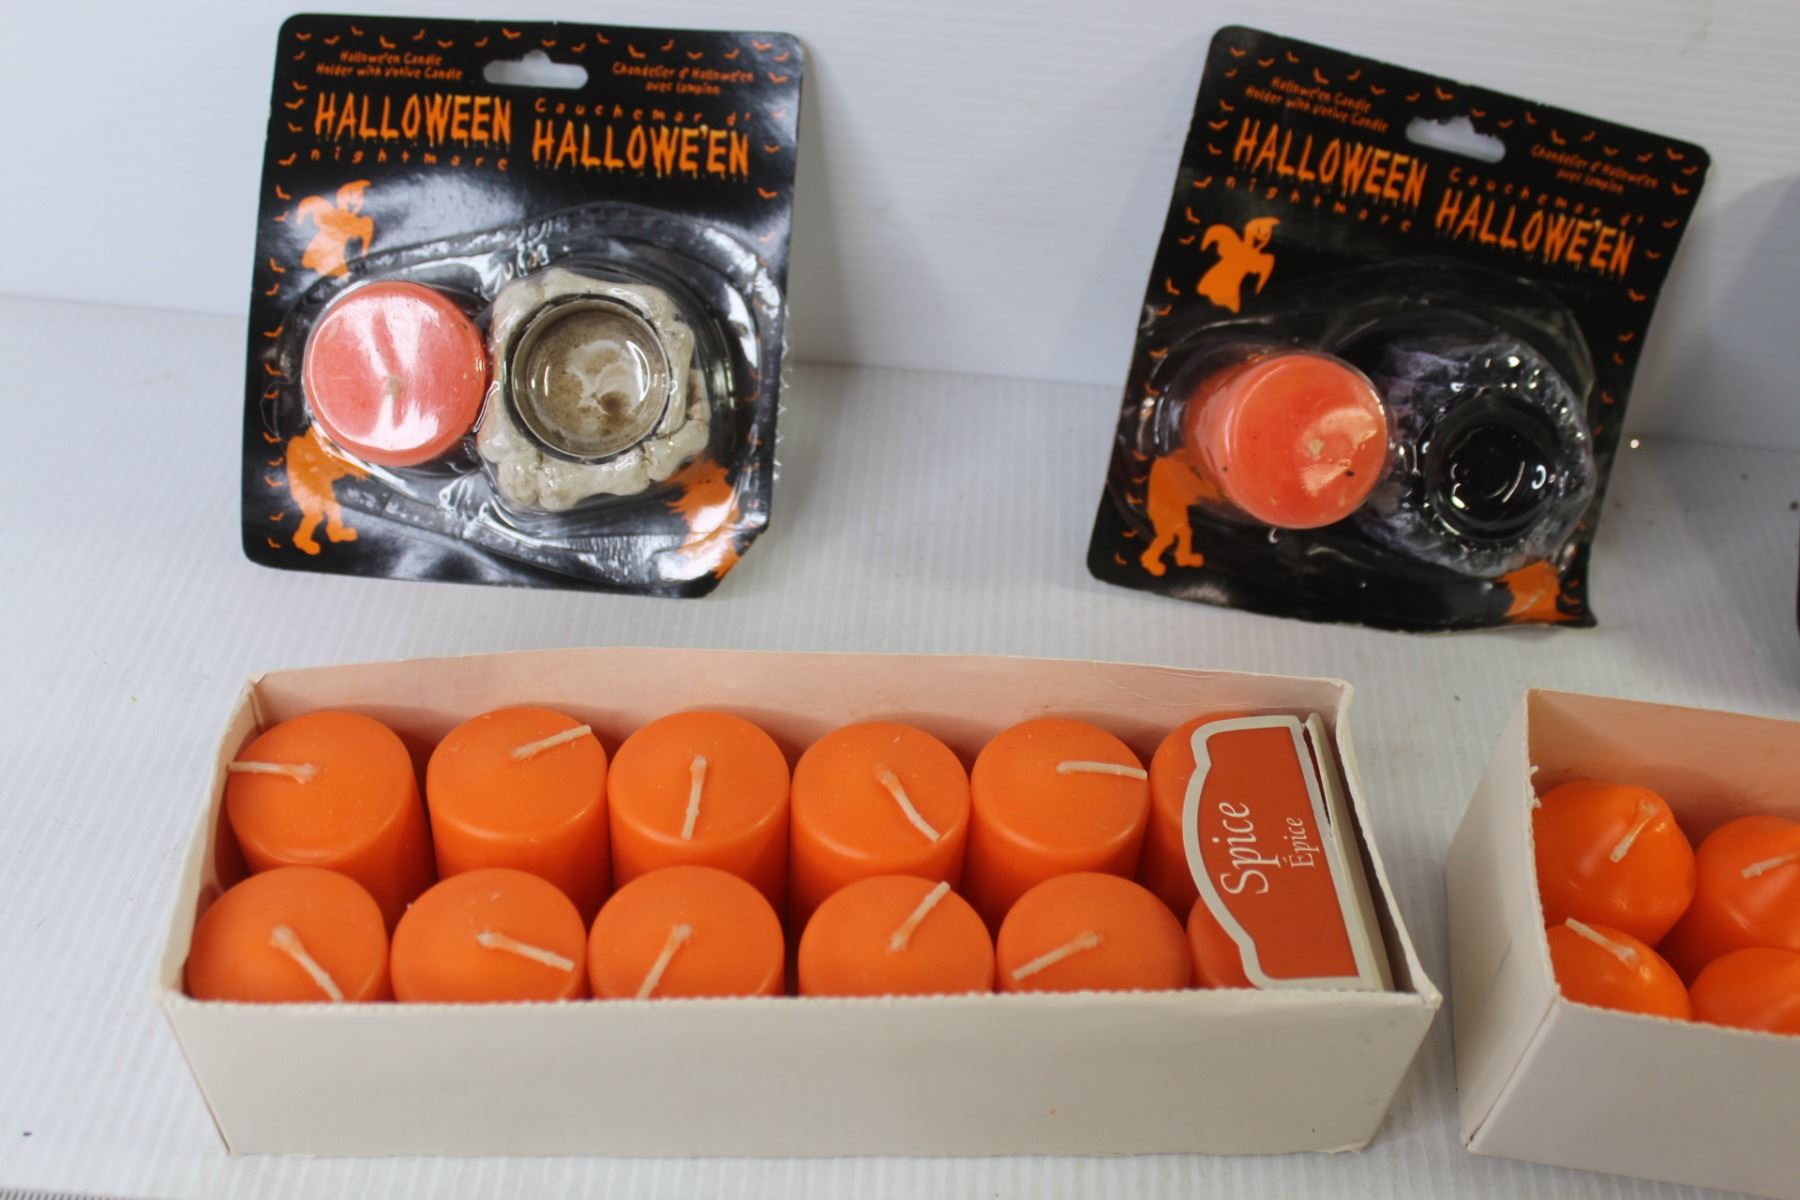 Hallowe'en Candle
Holder with Votive Candle
HALLOWEEN
nightmare
Chandelier d'Hallowe'en
avec lampion
Cauchemar d'
HALLOWE'EN
Hallowe'en Candle
Holder with Votive Candle
HALLOWEEN
nightmare
Chandelier d'Hallowe'en
avec lampion
Cauchemar d'
HALLOWE'EN
Spice
Épice